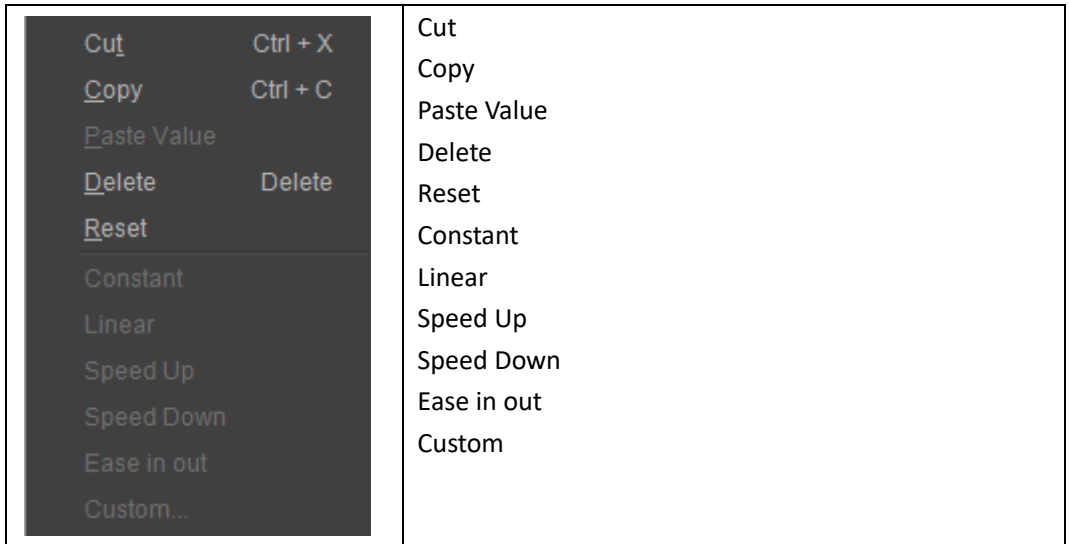 Cut Ctrl + X
Copy Ctrl + C
Paste Value
Delete Delete
Reset
Constant
Linear
Speed Up
Speed Down
Ease in out
Custom...
Cut
Copy
Paste Value
Delete
Reset
Constant
Linear
Speed Up
Speed Down
Ease in out
Custom